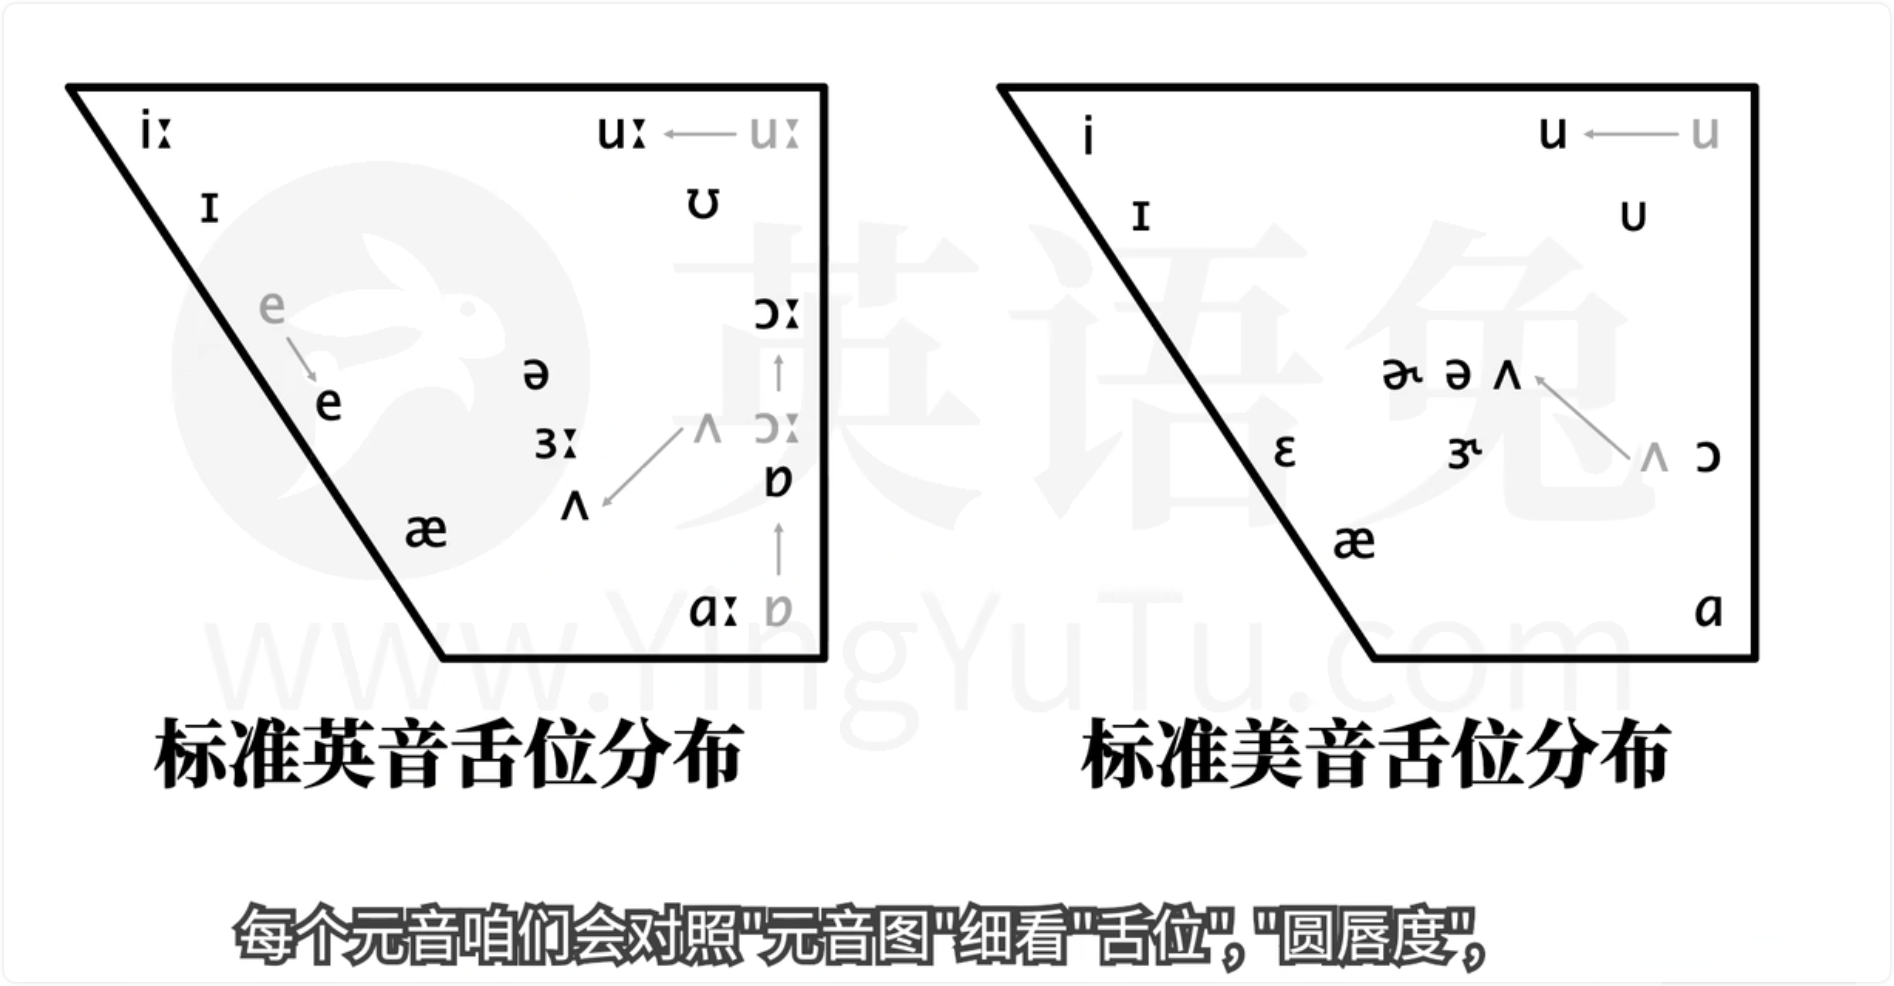 iː uː ← uː
ɪ ʊ
e
e
ɔː
ə
ʌ ɔː
ɜː
ɒ
ʌ
æ
ɑː ɒ
标准英音舌位分布
i u ← u
ɪ ʊ
ɚ ə ʌ
ɛ ɝ ʌ ɔ
æ
ɑ
标准美音舌位分布
英语兔
www.YingYuTu.com
每个元音咱们会对照"元音图"细看"舌位","圆唇度",